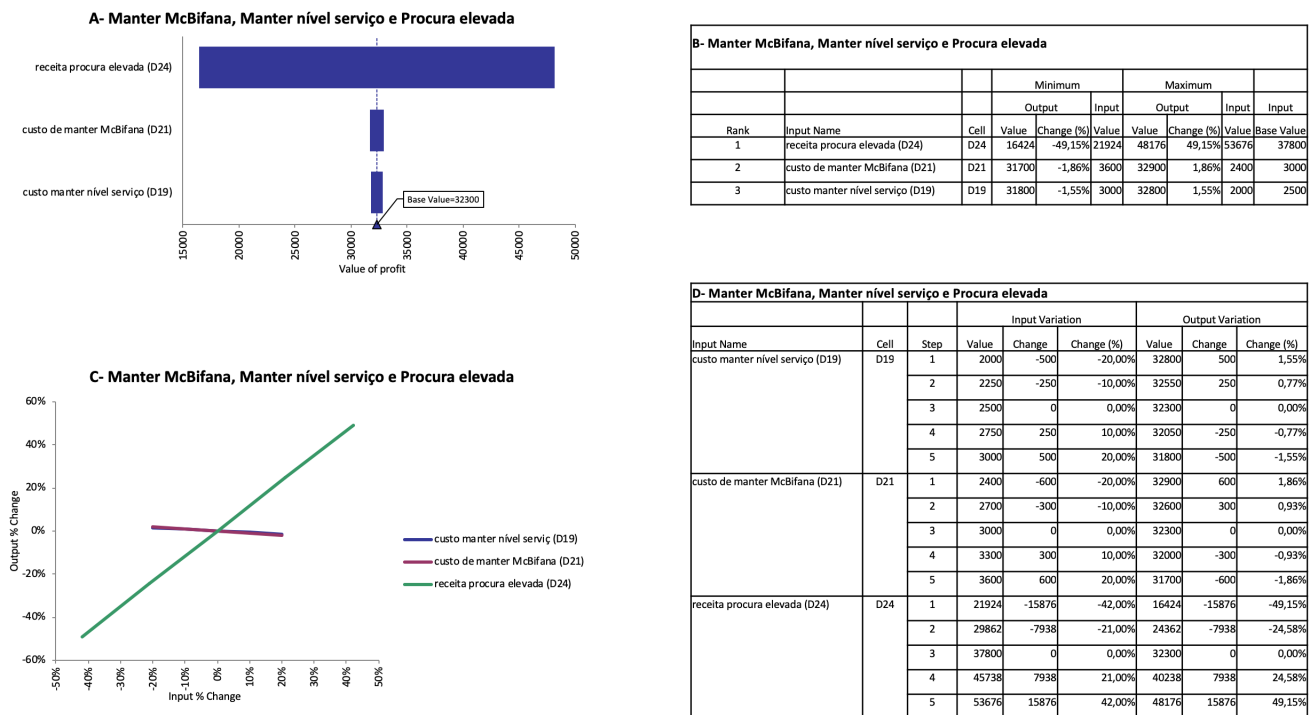 A- Manter McBifana, Manter nível serviço e Procura elevada
receita procura elevada (D24)
custo de manter McBifana (D21)
custo manter nível serviço (D19)
Base Value=32300
15000 20000 25000 30000 35000 40000 45000 50000
Value of profit
B- Manter McBifana, Manter nível serviço e Procura elevada
Minimum Maximum
Output Input Output Input Input
Rank Input Name Cell Value Change (%) Value Value Change (%) Value Base Value
1 receita procura elevada (D24) D24 16424 -49,15% 21924 48176 49,15% 53676 37800
2 custo de manter McBifana (D21) D21 31700 -1,86% 3600 32900 1,86% 2400 3000
3 custo manter nível serviço (D19) D19 31800 -1,55% 3000 32800 1,55% 2000 2500
C- Manter McBifana, Manter nível serviço e Procura elevada
60%
40%
20%
0%
-20%
-40%
-60%
Output % Change
-50% -40% -30% -20% -10% 0% 10% 20% 30% 40% 50%
Input % Change
custo manter nível serviç (D19)
custo de manter McBifana (D21)
receita procura elevada (D24)
D- Manter McBifana, Manter nível serviço e Procura elevada
Input Variation Output Variation
Input Name Cell Step Value Change Change (%) Value Change Change (%)
custo manter nível serviço (D19) D19 1 2000 -500 -20,00% 32800 500 1,55%
2 2250 -250 -10,00% 32550 250 0,77%
3 2500 0 0,00% 32300 0 0,00%
4 2750 250 10,00% 32050 -250 -0,77%
5 3000 500 20,00% 31800 -500 -1,55%
custo de manter McBifana (D21) D21 1 2400 -600 -20,00% 32900 600 1,86%
2 2700 -300 -10,00% 32600 300 0,93%
3 3000 0 0,00% 32300 0 0,00%
4 3300 300 10,00% 32000 -300 -0,93%
5 3600 600 20,00% 31700 -600 -1,86%
receita procura elevada (D24) D24 1 21924 -15876 -42,00% 16424 -15876 -49,15%
2 29862 -7938 -21,00% 24362 -7938 -24,58%
3 37800 0 0,00% 32300 0 0,00%
4 45738 7938 21,00% 40238 7938 24,58%
5 53676 15876 42,00% 48176 15876 49,15%